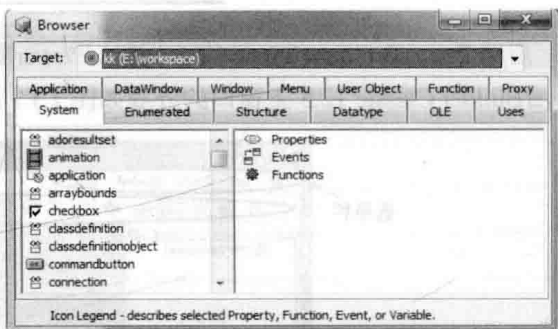 Browser
Target: kk (E:\workspace)
Application DataWindow Window Menu User Object Function Proxy
System Enumerated Structure Datatype OLE Uses
adoresultset
animation
application
arraybounds
checkbox
classdefinition
classdefinitionobject
commandbutton
connection
Properties
Events
Functions
Icon Legend - describes selected Property, Function, Event, or Variable.